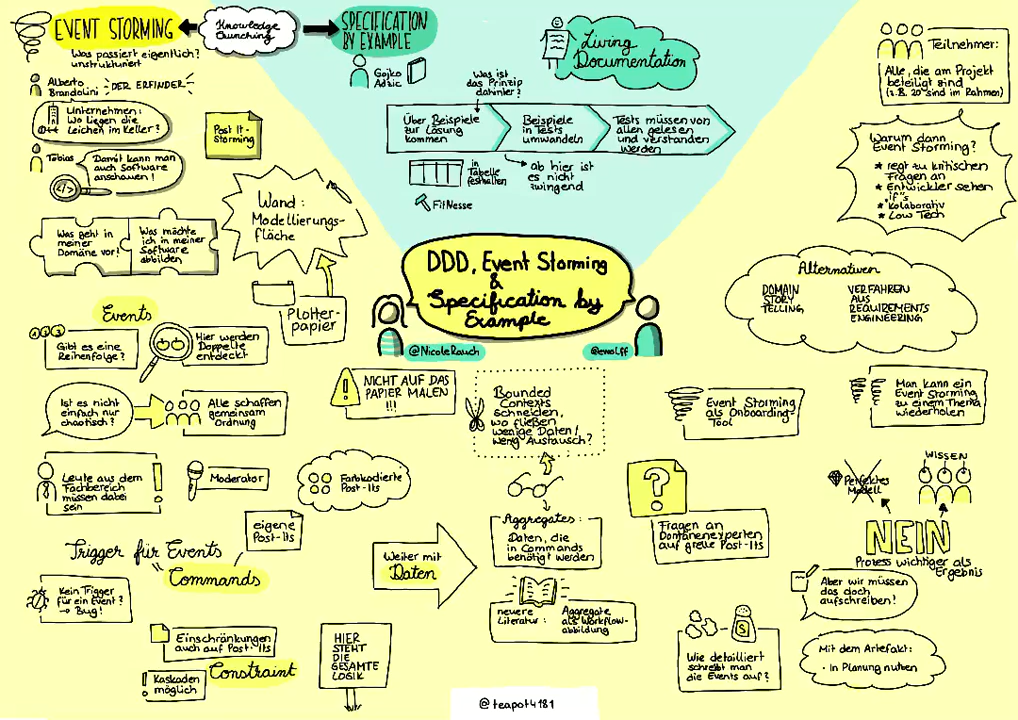 EVENT STORMING
Knowledge
Crunching
SPECIFICATION
BY EXAMPLE
Was passiert eigentlich?
unstrukturiert
Alberto
Brandolini
DER ERFINDER
Unternehmen:
Wo liegen die
Leichen im Keller?
Tobias
Damit kann man
auch Software
anschauen!
</>
Post It-
Storming
Was geht in
meiner
Domäne vor?
Was möchte
ich in meiner
Software
abbilden
Wand:
Modellierungs-
fläche
Plotter-
papier
Gojko
Adzic
Was ist
das Prinzip
dahinter?
Living
Documentation
Über Beispiele
zur Lösung
kommen
Beispiele
in Tests
umwandeln
Tests müssen von
allen gelesen
und verstanden
werden
in
Tabelle
festhalten
ab hier ist
es nicht
zwingend
FitNesse
Teilnehmer:
Alle, die am Projekt
beteiligt sind
(z.B. 20 sind im Rahmen)
Warum dann
Event Storming?
* regt zu kritischen
Fragen an
* Entwickler sehen
"if"s
* Kolaborativ
* Low Tech
DDD, Event Storming
&
Specification by
Example
@NicoleRauch
@ewolff
Alternativen
DOMAIN
STORY
TELLING
VERFAHREN
AUS
REQUIREMENTS
ENGINEERING
Events
Gibt es eine
Reihenfolge?
Hier werden
Doppelte
entdeckt
Ist es nicht
einfach nur
chaotisch?
Alle schaffen
gemeinsam
Ordnung
NICHT AUF DAS
PAPIER MALEN
!!!
Bounded
Contexts
schneiden,
wo fließen
wenige Daten/
wenig Austausch?
Event Storming
als Onboarding-
Tool
Man kann ein
Event Storming
zu einem Thema
wiederholen
Leute aus dem
Fachbereich
müssen dabei
sein
!
Moderator
Farbkodierte
Post-Its
eigene
Post-Its
Trigger für Events
"
Commands
Kein Trigger
für ein Event?
→ Bug!
Einschränkungen
auch auf Post-Its
Constraint
!
Kaskaden
möglich
HIER
STEHT
DIE
GESAMTE
LOGIK
Weiter mit
Daten
Aggregates:
Daten, die
in Commands
benötigt werden
neuere
Literatur:
Aggregate
als Workflow-
abbildung
?
Fragen an
Domänenexperten
auf große Post-Its
Perfektes
Modell
WISSEN
NEIN
Prozess wichtiger als
Ergebnis
Aber wir müssen
das doch
aufschreiben!
Wie detailliert
schreibt man
die Events auf?
$
Mit dem Artefakt:
· In Planung nutzen
@teapot4181